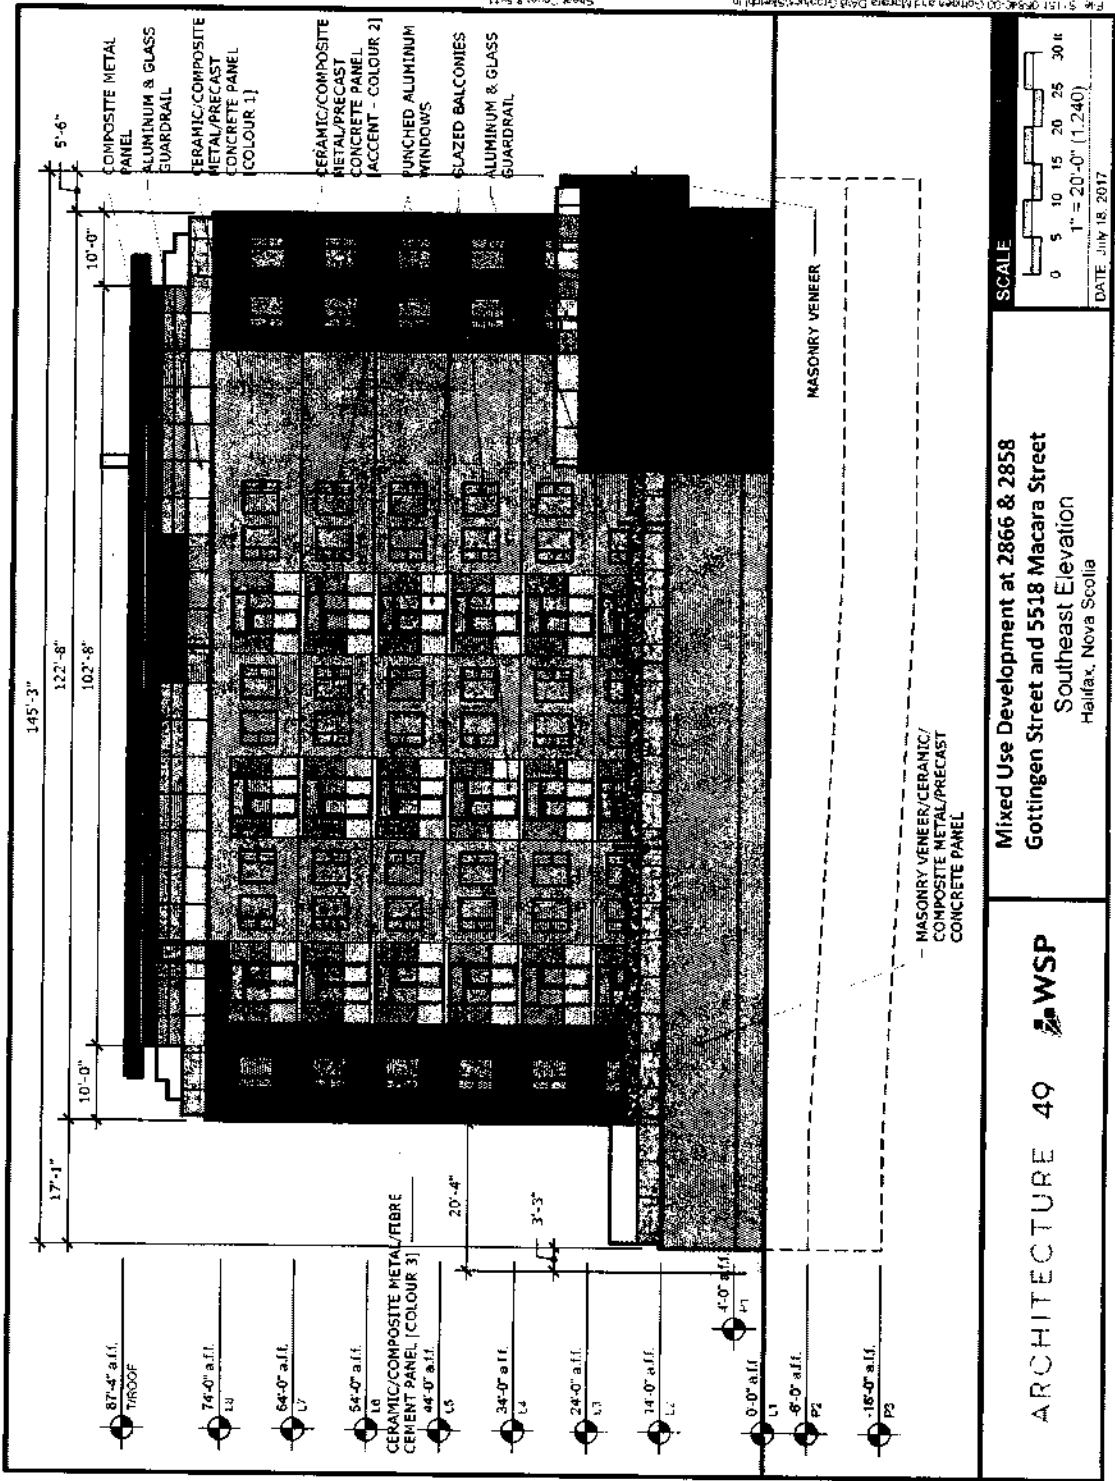 145'-3"
122'-8"
102'-8"
17'-1"
10'-0"
10'-0"
5'-6"
COMPOSITE METAL
PANEL
ALUMINUM & GLASS
GUARDRAIL
CERAMIC/COMPOSITE
METAL/PRECAST
CONCRETE PANEL
[COLOUR 1]
CERAMIC/COMPOSITE
METAL/PRECAST
CONCRETE PANEL
[ACCENT - COLOUR 2]
PUNCHED ALUMINUM
WINDOWS
GLAZED BALCONIES
ALUMINUM & GLASS
GUARDRAIL
87'-4" a.f.f.
T/ROOF
74'-0" a.f.f.
L8
64'-0" a.f.f.
L7
54'-0" a.f.f.
L6
CERAMIC/COMPOSITE METAL/FIBRE
CEMENT PANEL [COLOUR 3]
44'-0" a.f.f.
L5
34'-0" a.f.f.
L4
24'-0" a.f.f.
L3
14'-0" a.f.f.
L2
4'-0" a.f.f.
P1
0'-0" a.f.f.
L1
-6'-0" a.f.f.
P2
-16'-0" a.f.f.
P3
20'-4"
3'-3"
MASONRY VENEER
MASONRY VENEER/CERAMIC/
COMPOSITE METAL/PRECAST
CONCRETE PANEL
ARCHITECTURE 49
WSP
Mixed Use Development at 2866 & 2858
Gottingen Street and 5518 Macara Street
Southeast Elevation
Halifax, Nova Scotia
SCALE
0 5 10 15 20 25 30 ft
1" = 20'-0" (1:240)
DATE: July 18, 2017